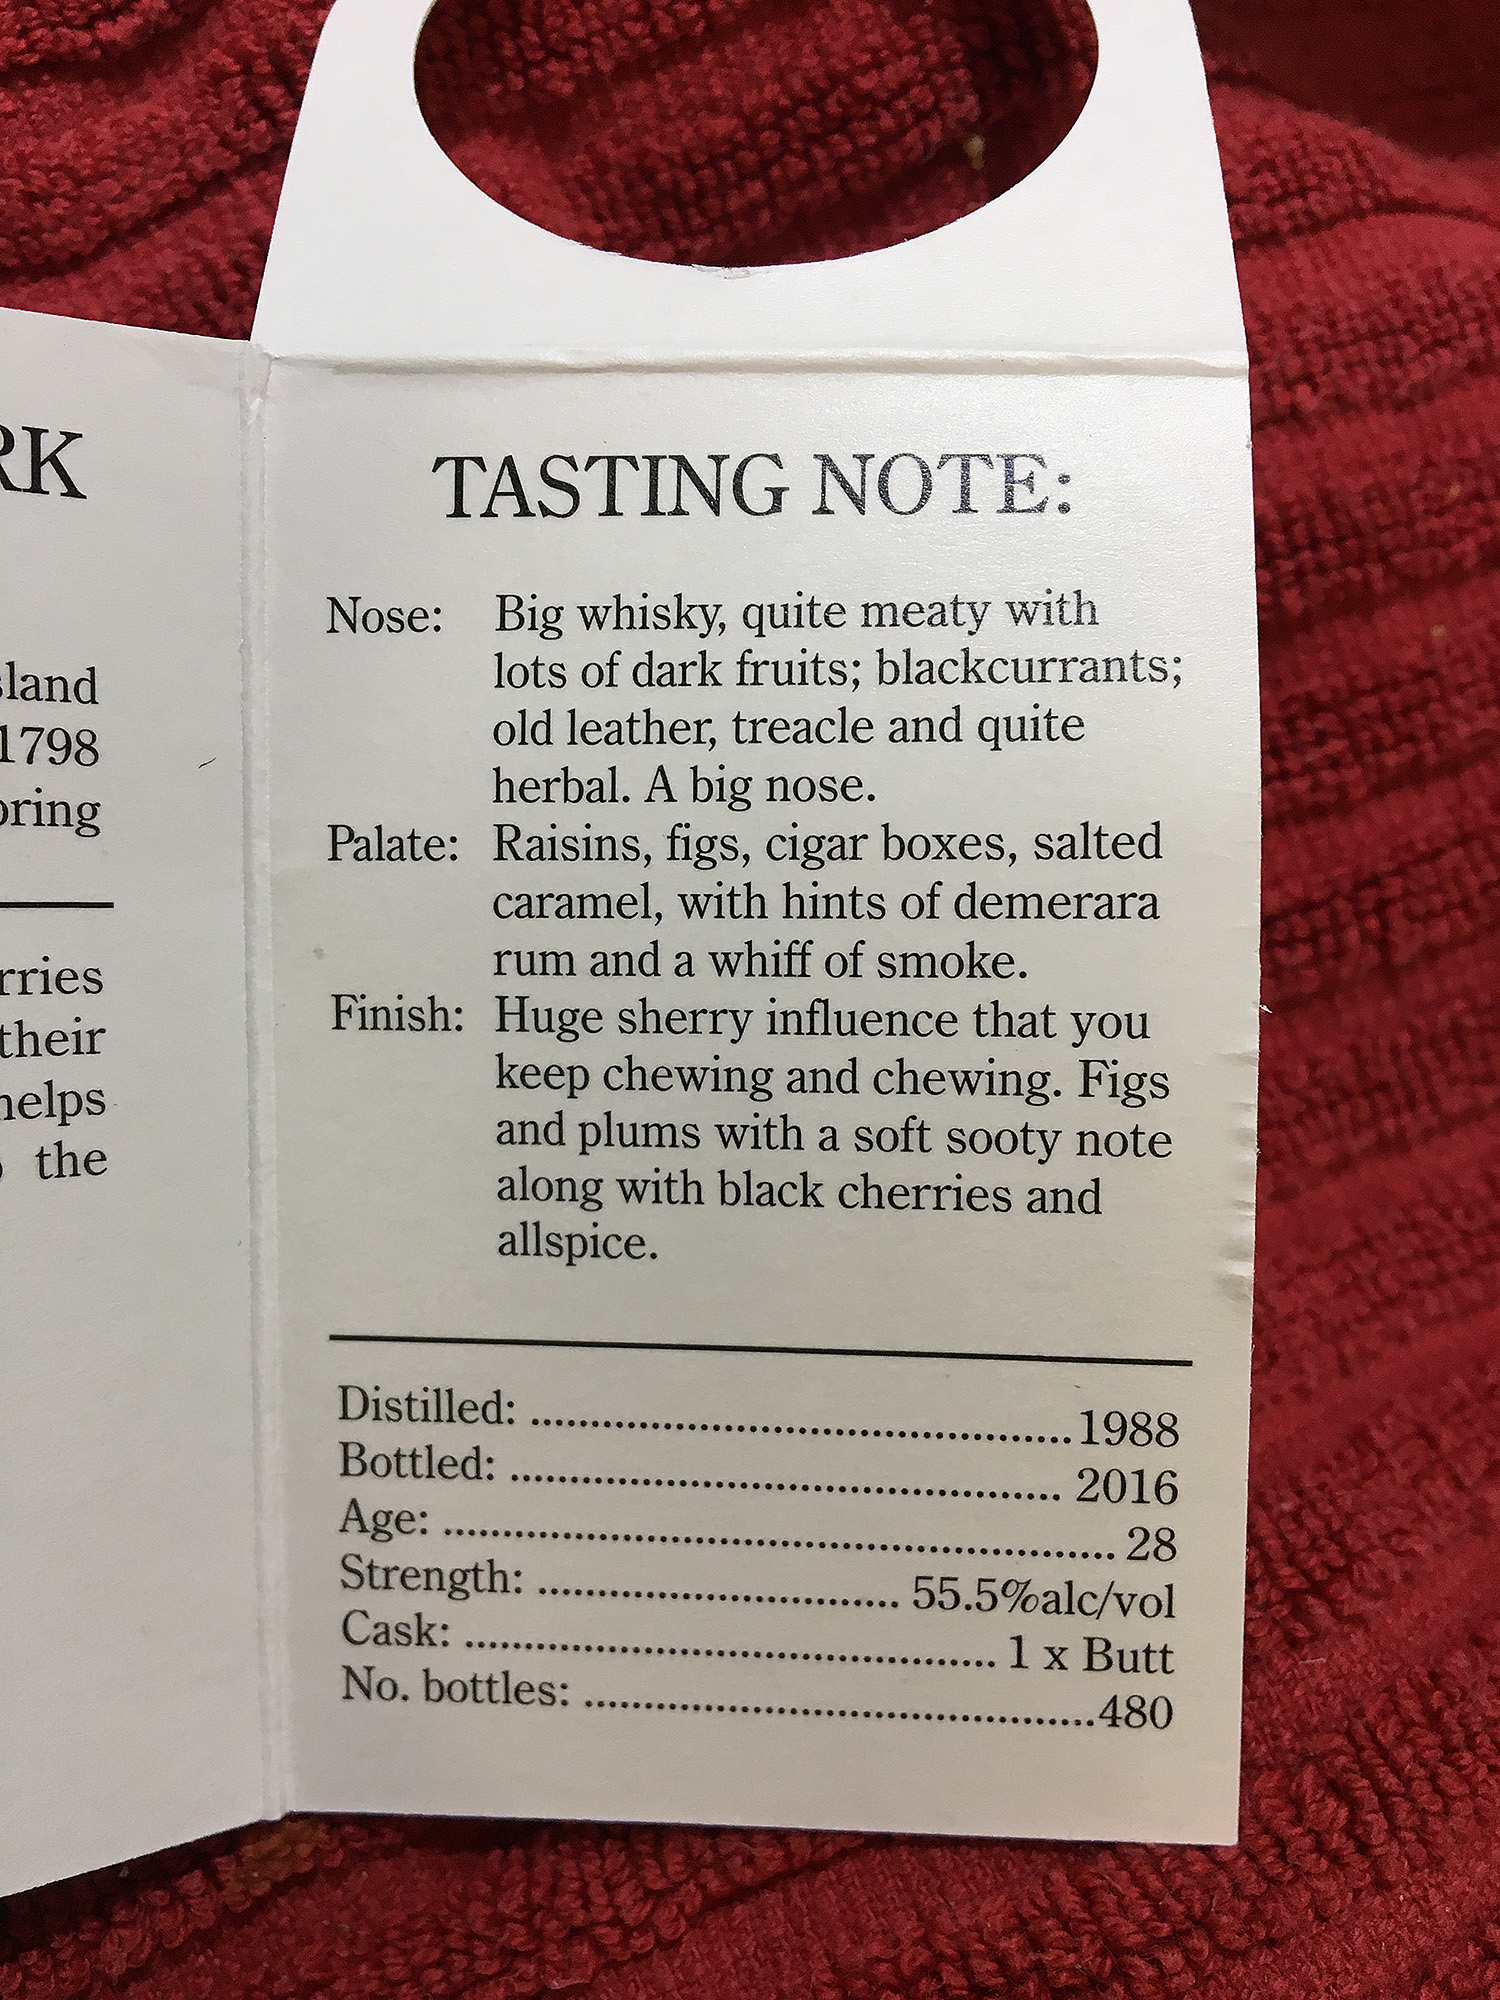 RK
1798
the
TASTING NOTE:
Nose: Big whisky, quite meaty with
lots of dark fruits; blackcurrants;
old leather, treacle and quite
herbal. A big nose.
Palate: Raisins, figs, cigar boxes, salted
caramel, with hints of demerara
rum and a whiff of smoke.
Finish: Huge sherry influence that you
keep chewing and chewing. Figs
and plums with a soft sooty note
along with black cherries and
allspice.
Distilled: ..............................................1988
Bottled: ............................................... 2016
Age: ......................................................... 28
Strength: ............................... 55.5%alc/vol
Cask: ............................................. 1 x Butt
No. bottles: ...........................................480